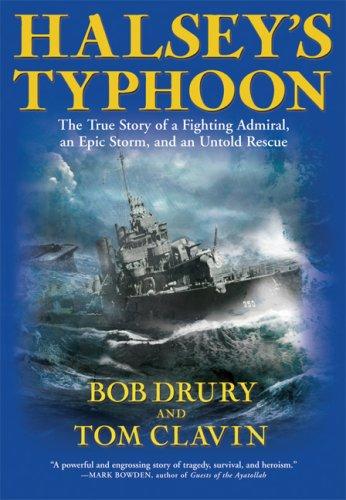 HALSEY'S
TYPHOON
The True Story of a Fighting Admiral,
an Epic Storm, and an Untold Rescue
350
BOB DRURY
AND
TOM CLAVIN
"A powerful and engrossing story of tragedy, survival, and heroism."
—MARK BOWDEN, author of Guests of the Ayatollah